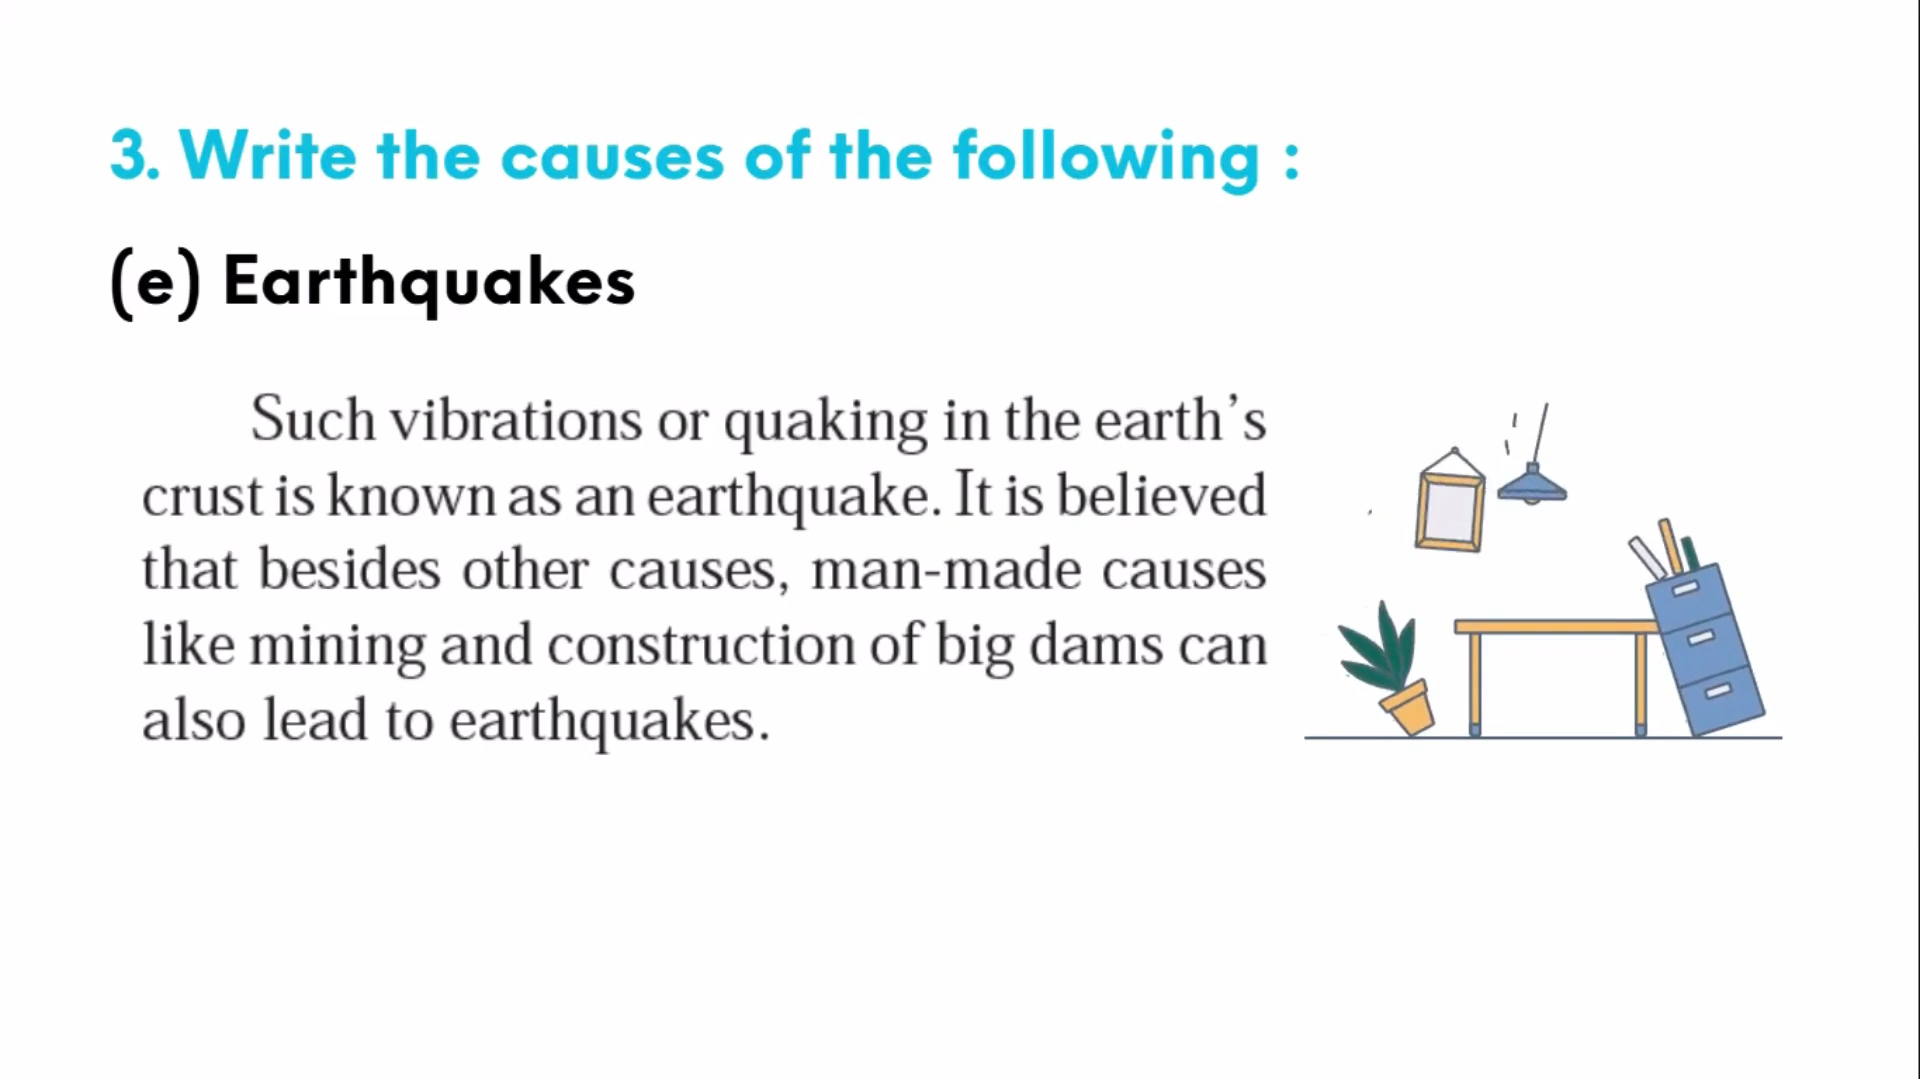 3. Write the causes of the following :
(e) Earthquakes
Such vibrations or quaking in the earth’s
crust is known as an earthquake. It is believed
that besides other causes, man-made causes
like mining and construction of big dams can
also lead to earthquakes.